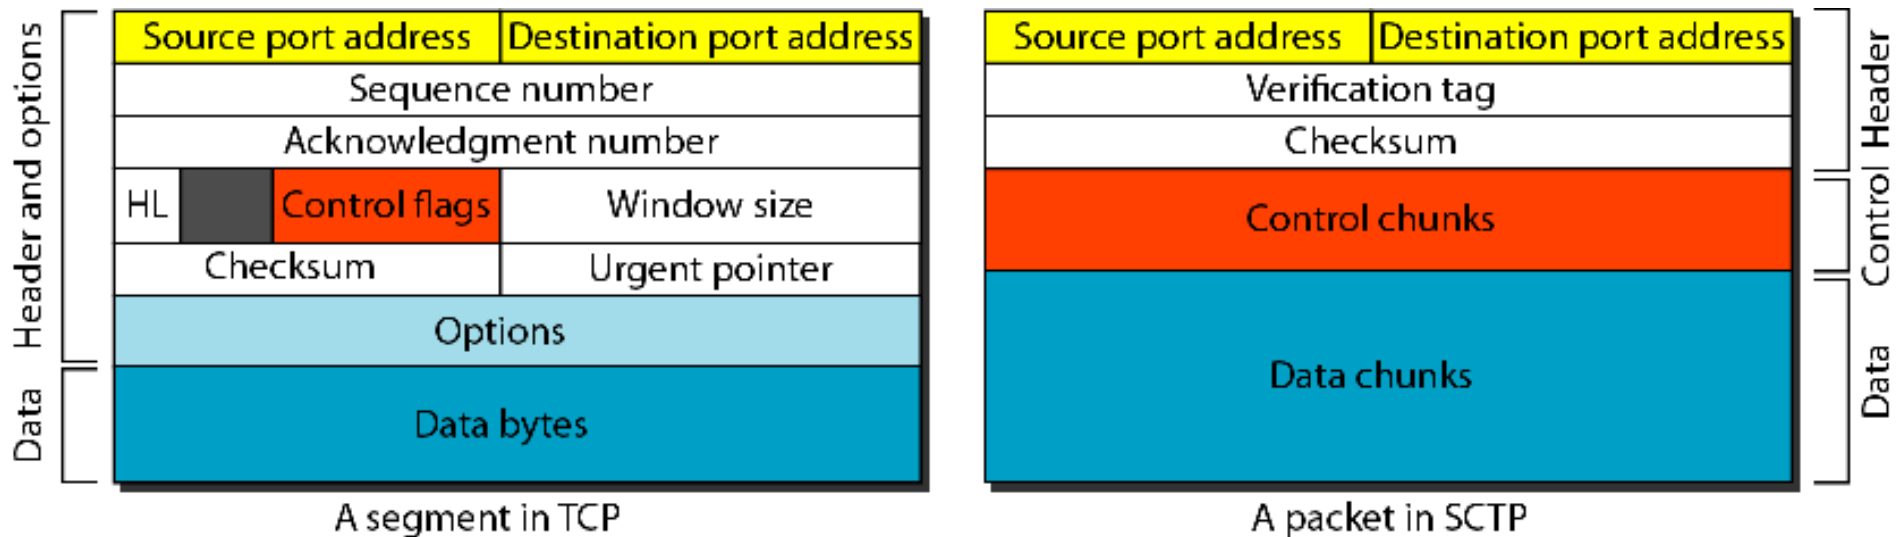 Header and options
Data
Source port address Destination port address
Sequence number
Acknowledgment number
HL Control flags Window size
Checksum Urgent pointer
Options
Data bytes
A segment in TCP
Source port address Destination port address
Verification tag
Checksum
Control chunks
Data chunks
A packet in SCTP
Header
Control
Data